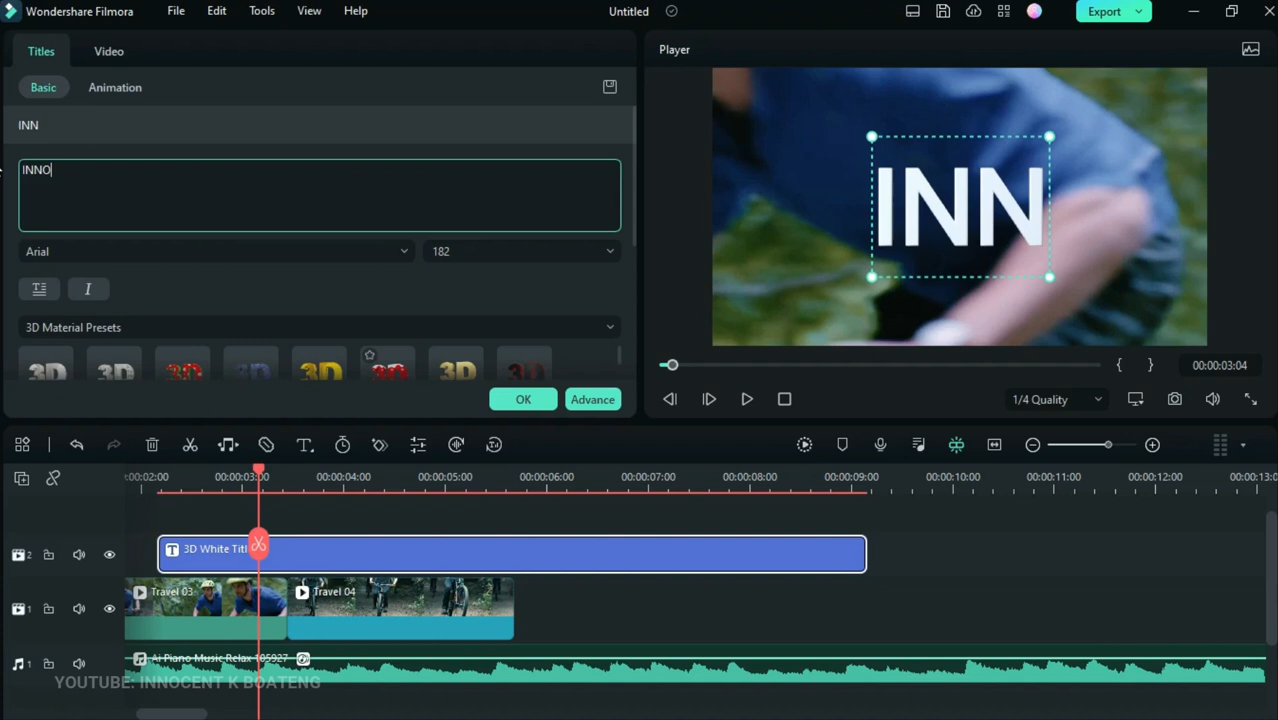 Wondershare Filmora
File
Edit
Tools
View
Help
Untitled
Export
Titles
Video
Player
Basic
Animation
INN
INNO
Arial
182
I
3D Material Presets
3D
3D
3D
3D
3D
3D
3D
3D
OK
Advance
INN
{ }
00:00:03:04
1/4 Quality
:00:02:00
00:00:03:00
00:00:04:00
00:00:05:00
00:00:06:00
00:00:07:00
00:00:08:00
00:00:09:00
00:00:10:00
00:00:11:00
00:00:12:00
00:00:13:0
2
T
3D White Titl
1
Travel 03
Travel 04
1
Ai Piano Music Relax 105927
YOUTUBE: INNOCENT K BOATENG